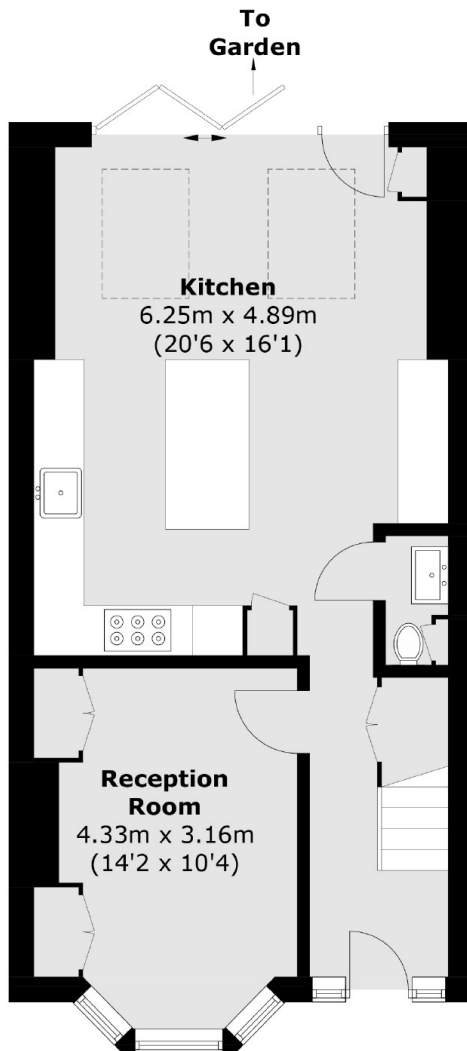 To
Garden
Kitchen
6.25m x 4.89m
(20'6 x 16'1)
Reception
Room
4.33m x 3.16m
(14'2 x 10'4)